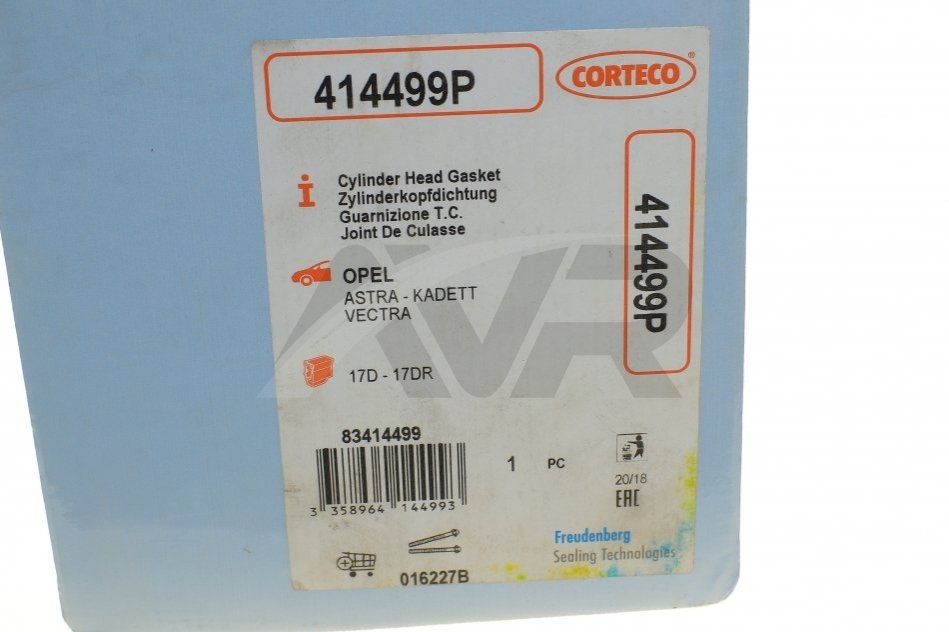 414499P
CORTECO®
Cylinder Head Gasket
Zylinderkopfdichtung
Guarnizione T.C.
Joint De Culasse
414499P
OPEL
ASTRA - KADETT
VECTRA
17D - 17DR
AVR
83414499
3 358964 144993
1 PC
20/18
EAC
016227B
Freudenberg
Sealing Technologies